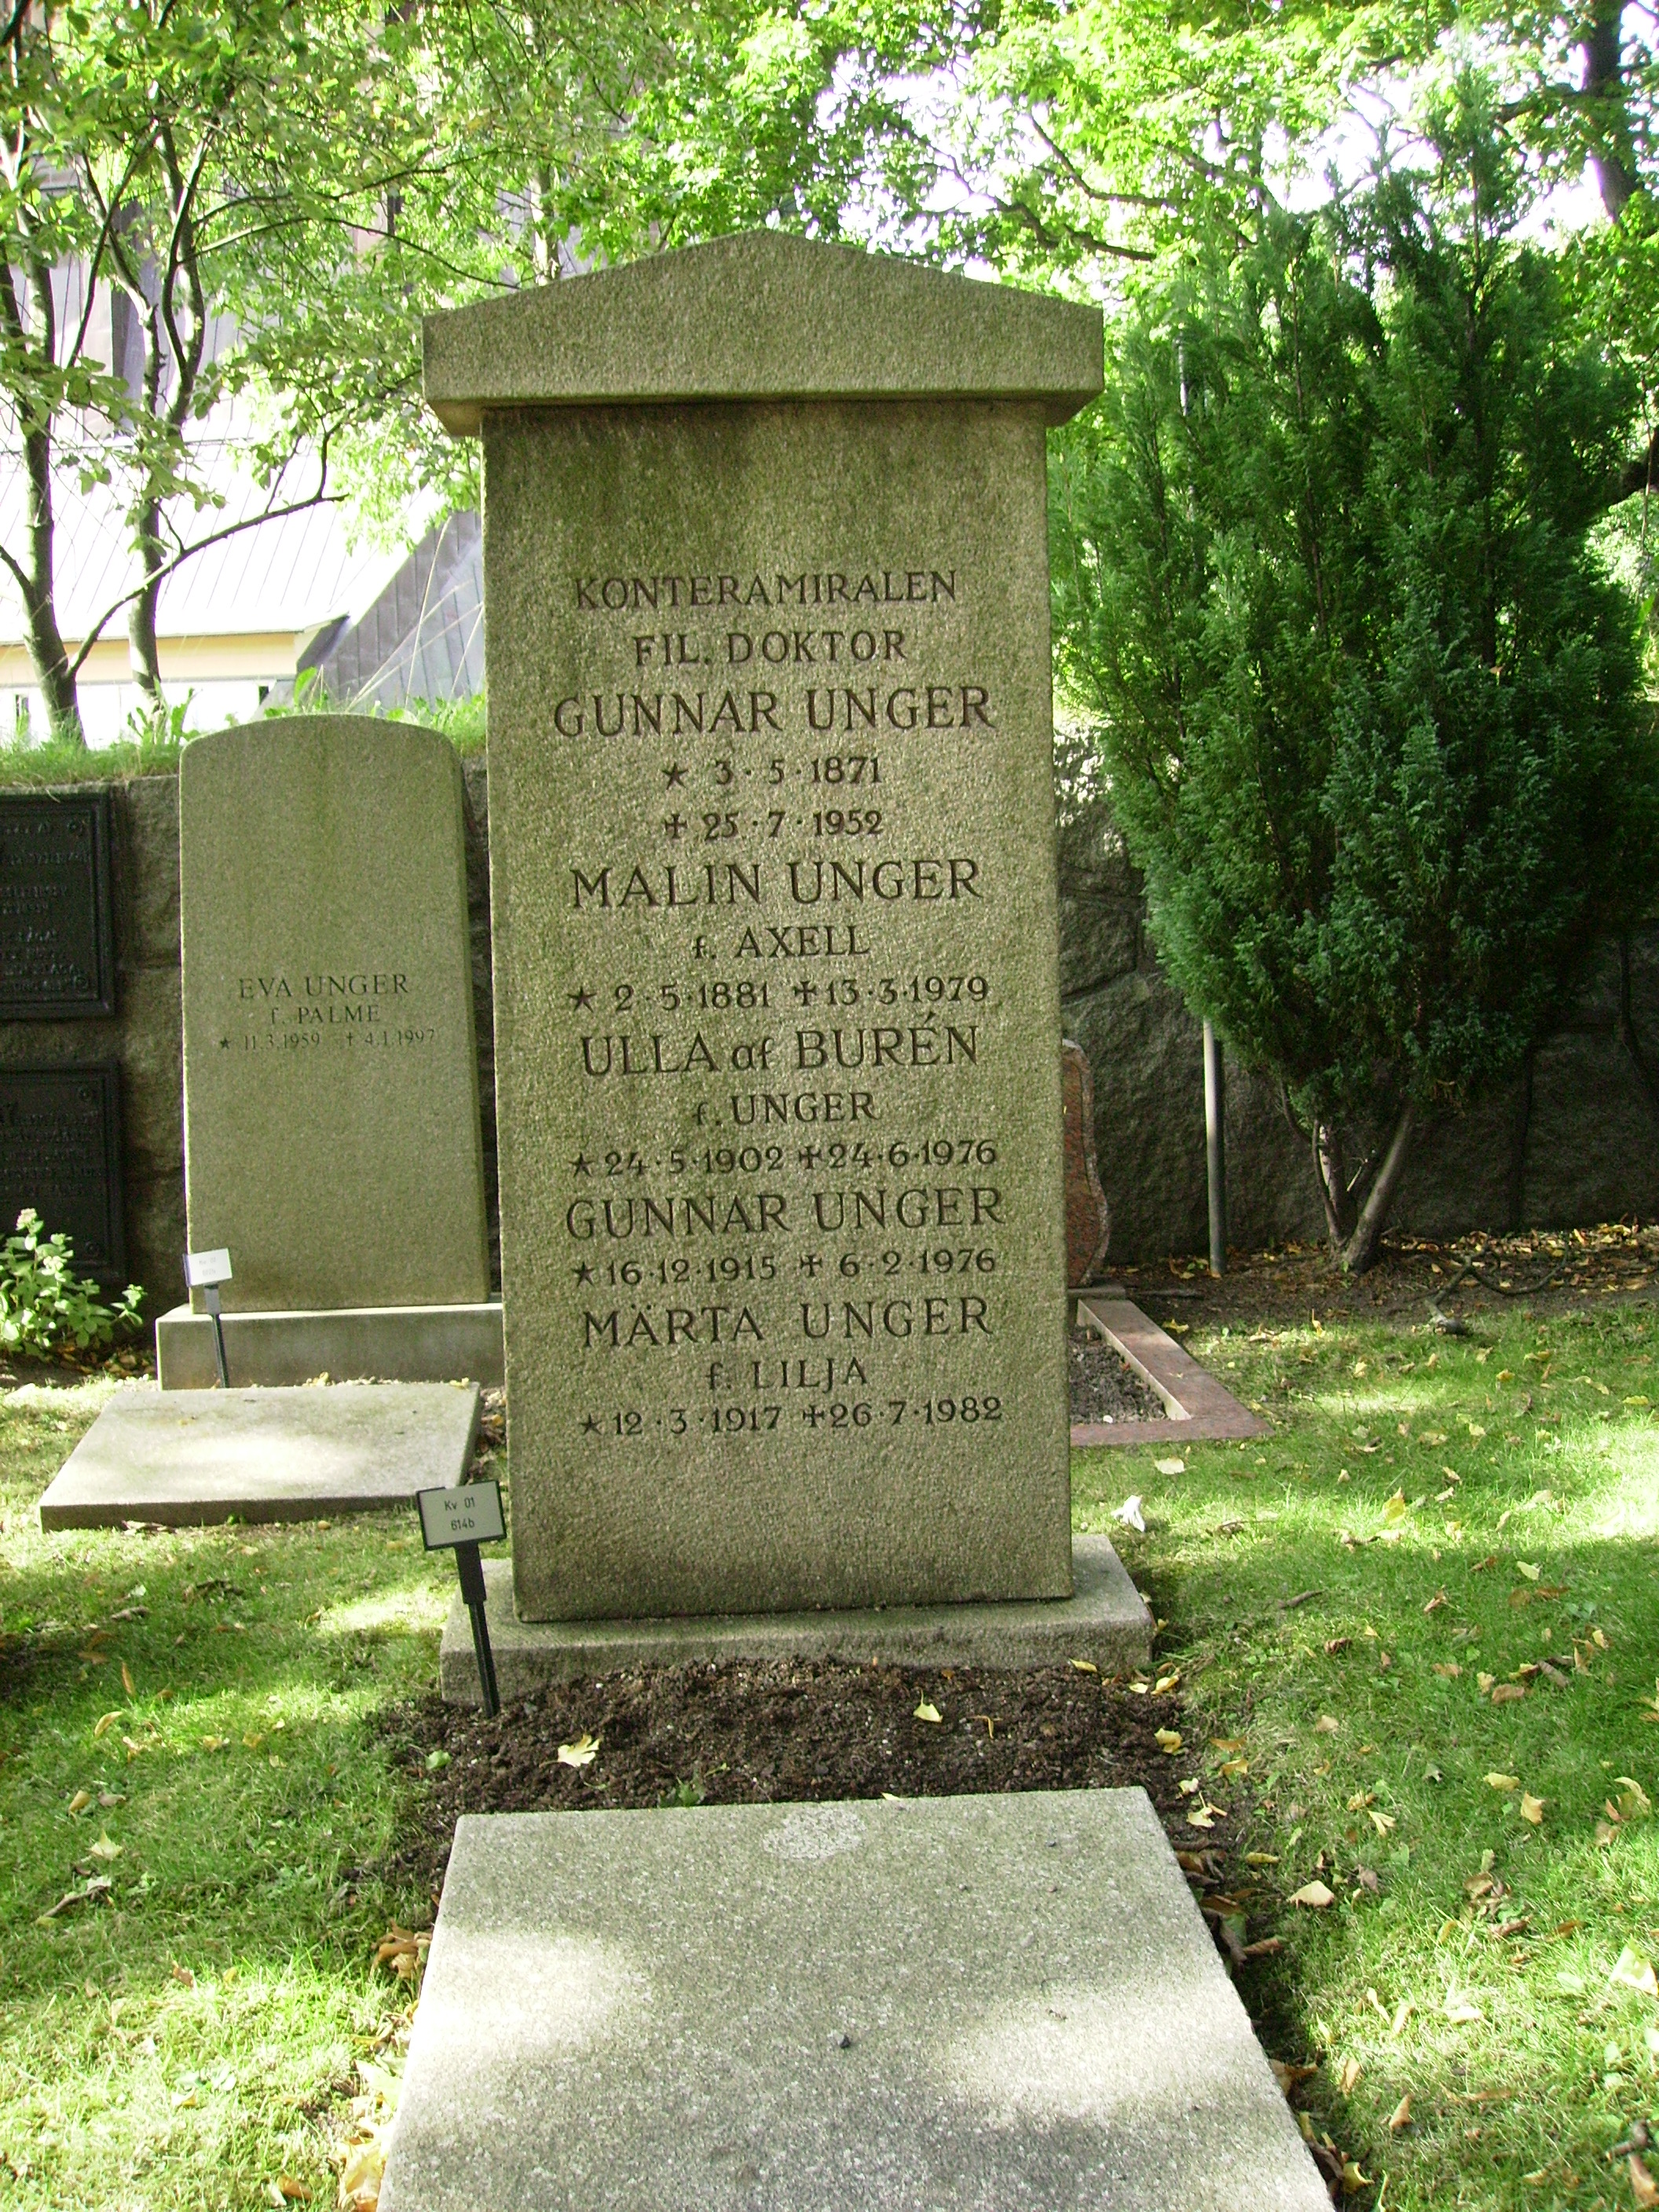 KONTERAMIRALEN
FIL. DOKTOR
GUNNAR UNGER
★ 3·5·1871
✝ 25·7·1952
MALIN UNGER
f. AXELL
★ 2·5·1881 ✝13·3·1979
ULLA af BURÉN
f. UNGER
★24·5·1902 ✝24·6·1976
GUNNAR UNGER
★16·12·1915 ✝ 6·2·1976
MÄRTA UNGER
f. LILJA
★12·3·1917 ✝26·7·1982
EVA UNGER
f. PALME
★ 11.3.1959 † 4.1.1997
Kv 01
614b